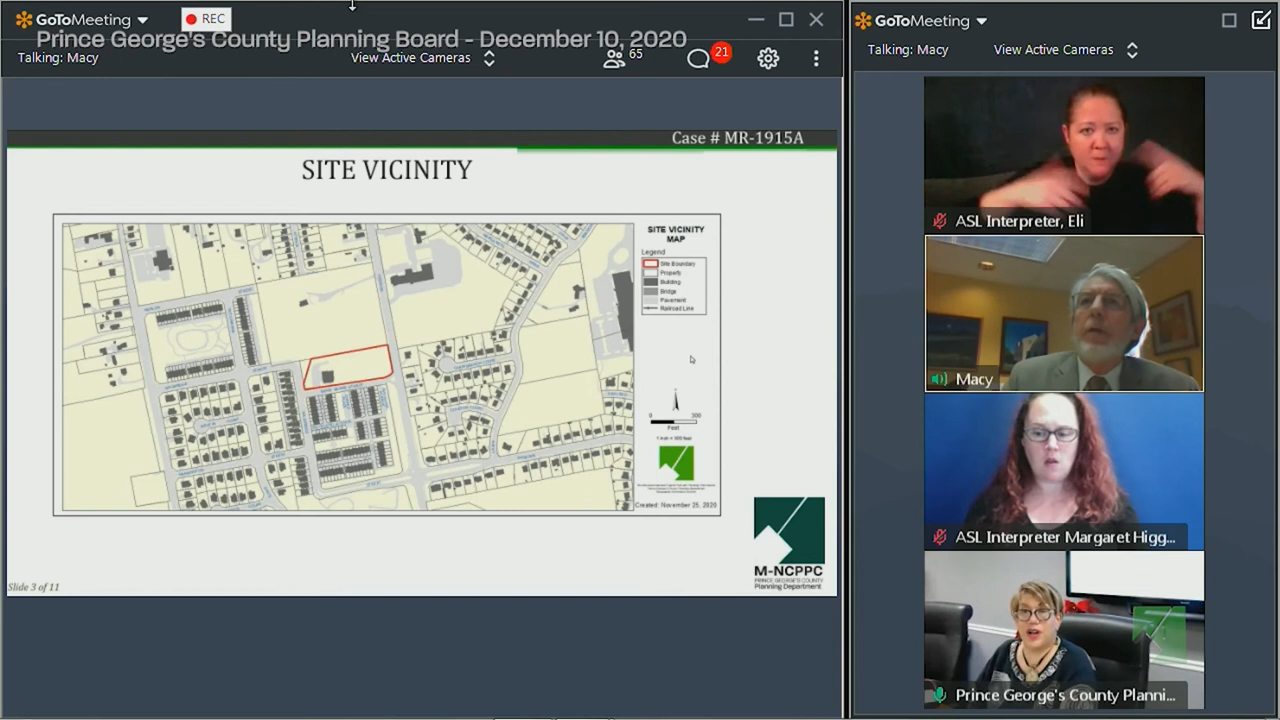 GoToMeeting
REC
Prince George's County Planning Board - December 10, 2020
Talking: Macy
View Active Cameras
65
21
Case # MR-1915A
SITE VICINITY
SITE VICINITY
MAP
Legend
Site Boundary
Property
Building
Bridge
Pavement
Railroad Line
0
300
Feet
Created: November 25, 2020
M-NCPPC
PRINCE GEORGE'S COUNTY
Planning Department
Slide 3 of 11
GoToMeeting
Talking: Macy
View Active Cameras
ASL Interpreter, Eli
Macy
ASL Interpreter Margaret Higg...
Prince George's County Planni...